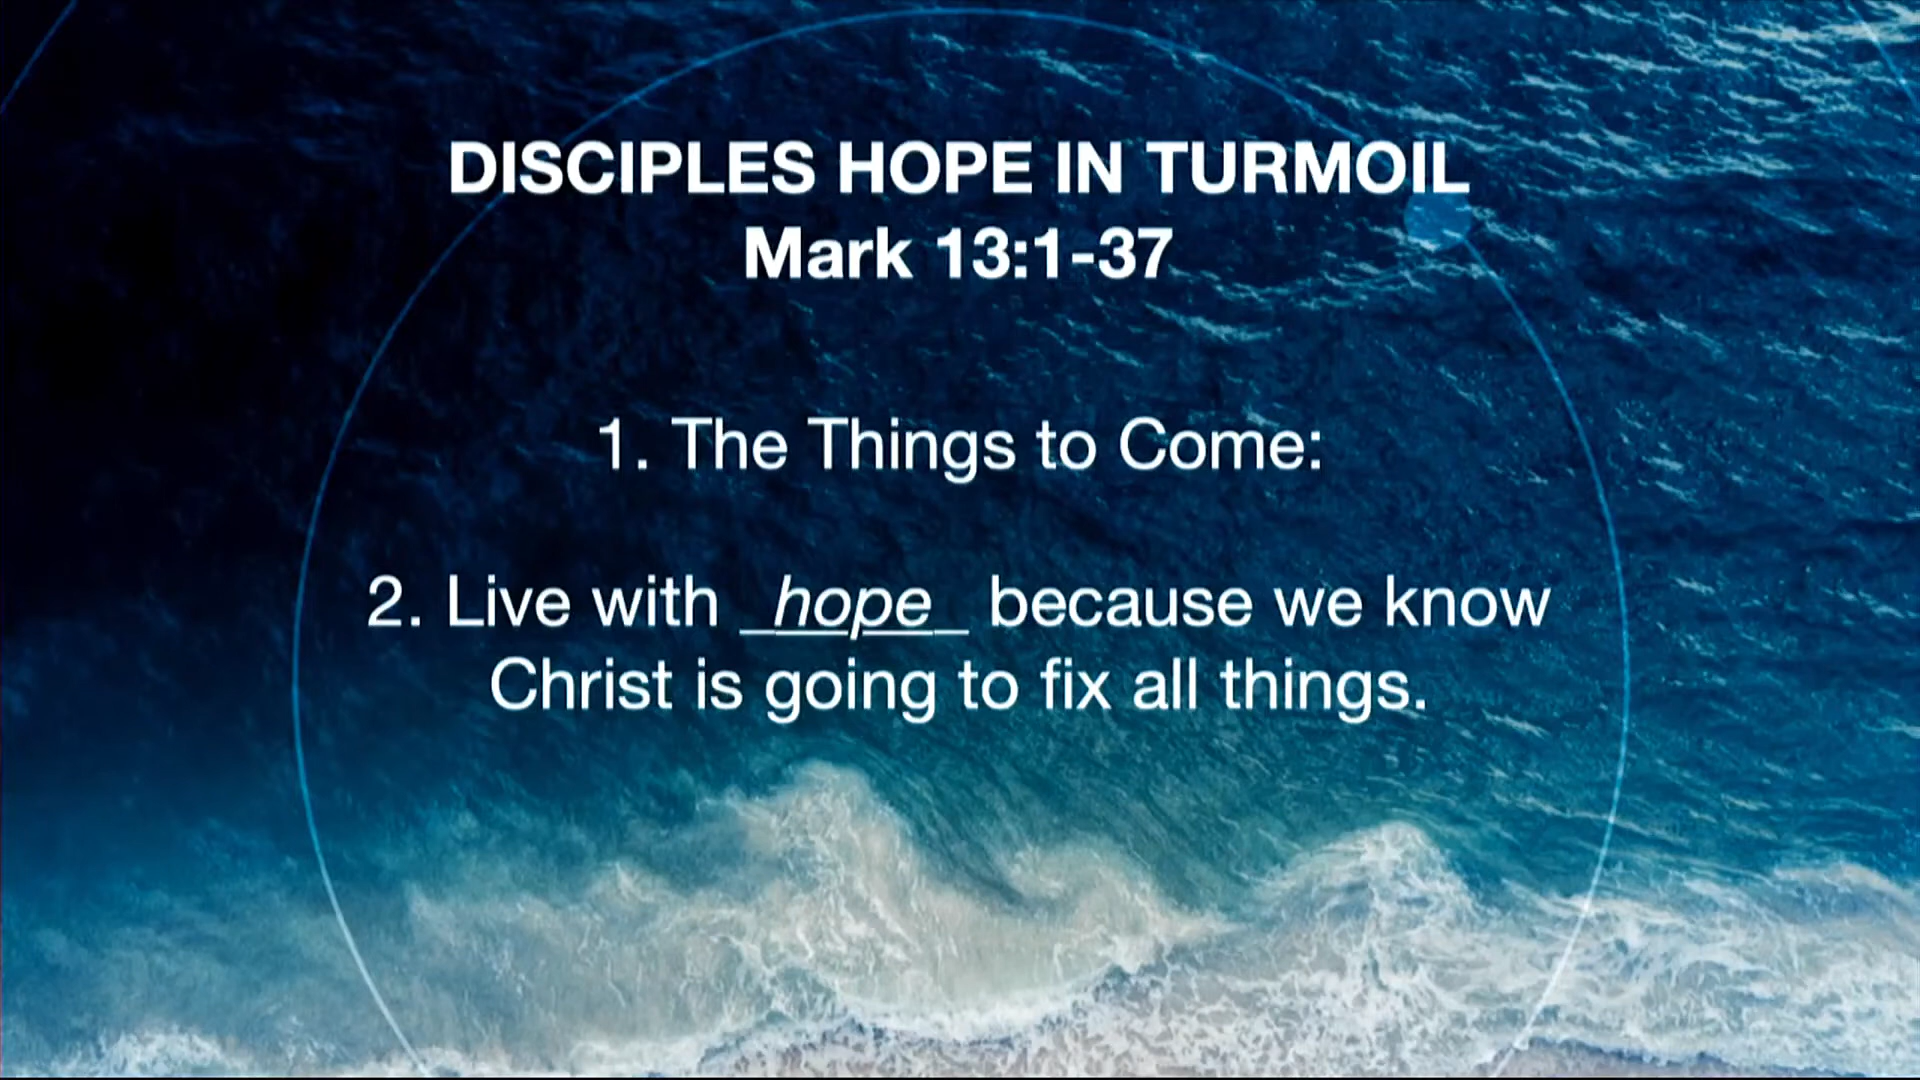 DISCIPLES HOPE IN TURMOIL
Mark 13:1-37
1. The Things to Come:
2. Live with _hope_ because we know
Christ is going to fix all things.